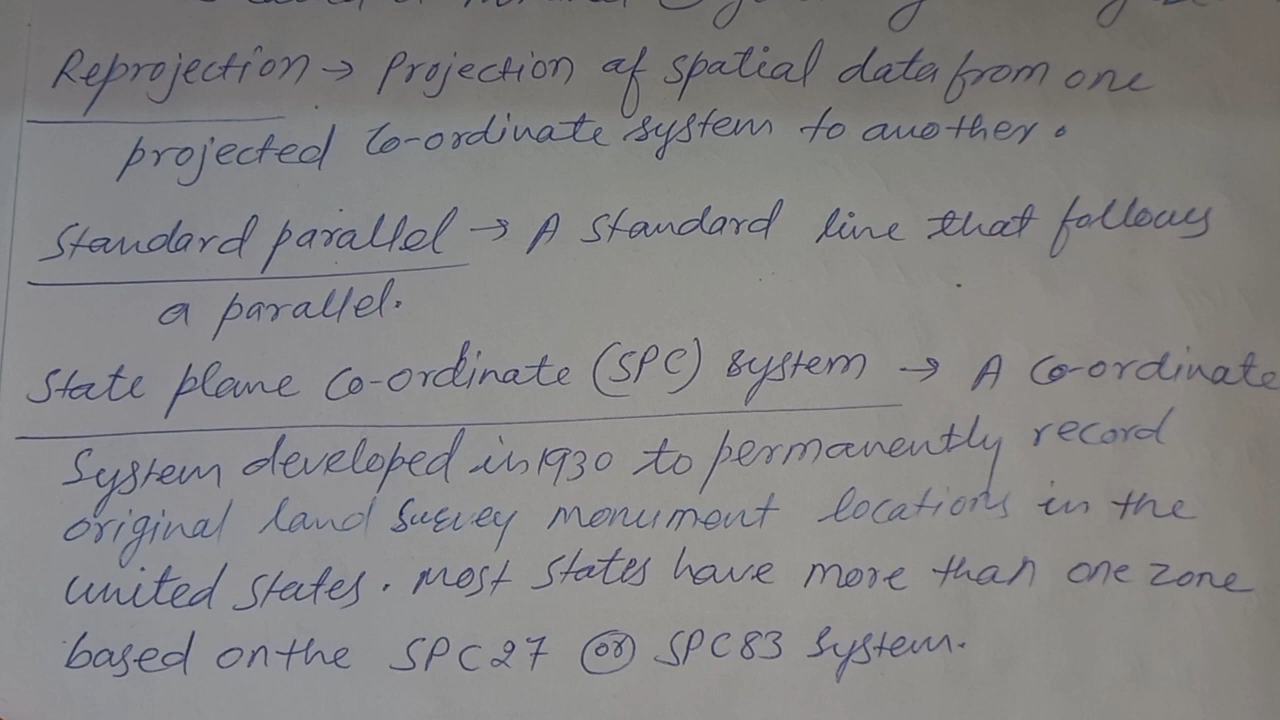 Reprojection → Projection of spatial data from one
projected Co-ordinate system to another.
Standard parallel → A standard line that follows
a parallel.
State plane Co-ordinate (SPC) system → A Co-ordinate
System developed in 1930 to permanently record
original land survey monument locations in the
united states. Most states have more than one zone
based on the SPC27 or SPC83 system.